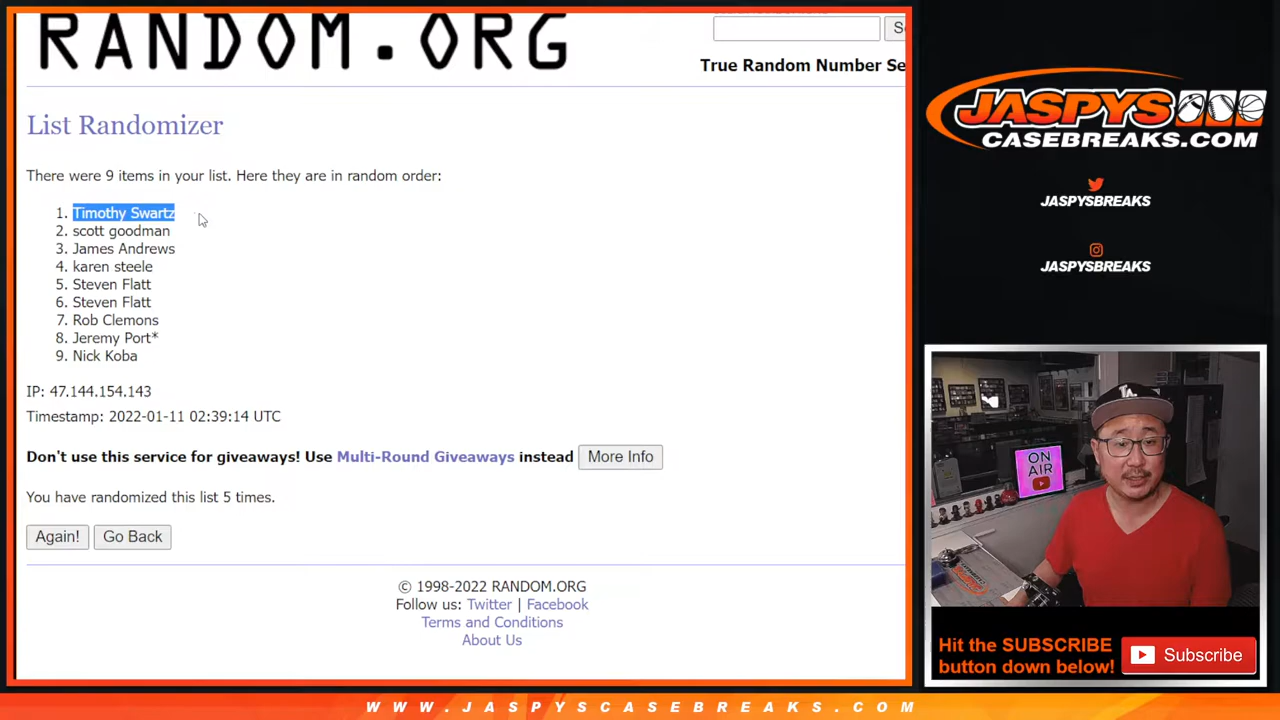 RANDOM.ORG
True Random Number Se
List Randomizer
There were 9 items in your list. Here they are in random order:
1. Timothy Swartz
2. scott goodman
3. James Andrews
4. karen steele
5. Steven Flatt
6. Steven Flatt
7. Rob Clemons
8. Jeremy Port*
9. Nick Koba
IP: 47.144.154.143
Timestamp: 2022-01-11 02:39:14 UTC
Don't use this service for giveaways! Use Multi-Round Giveaways instead More Info
You have randomized this list 5 times.
Again! Go Back
© 1998-2022 RANDOM.ORG
Follow us: Twitter | Facebook
Terms and Conditions
About Us
JASPYS
CASEBREAKS.COM
JASPYSBREAKS
JASPYSBREAKS
ON
AIR
LA
Hit the SUBSCRIBE
button down below!
Subscribe
WWW.JASPYSCASEBREAKS.COM